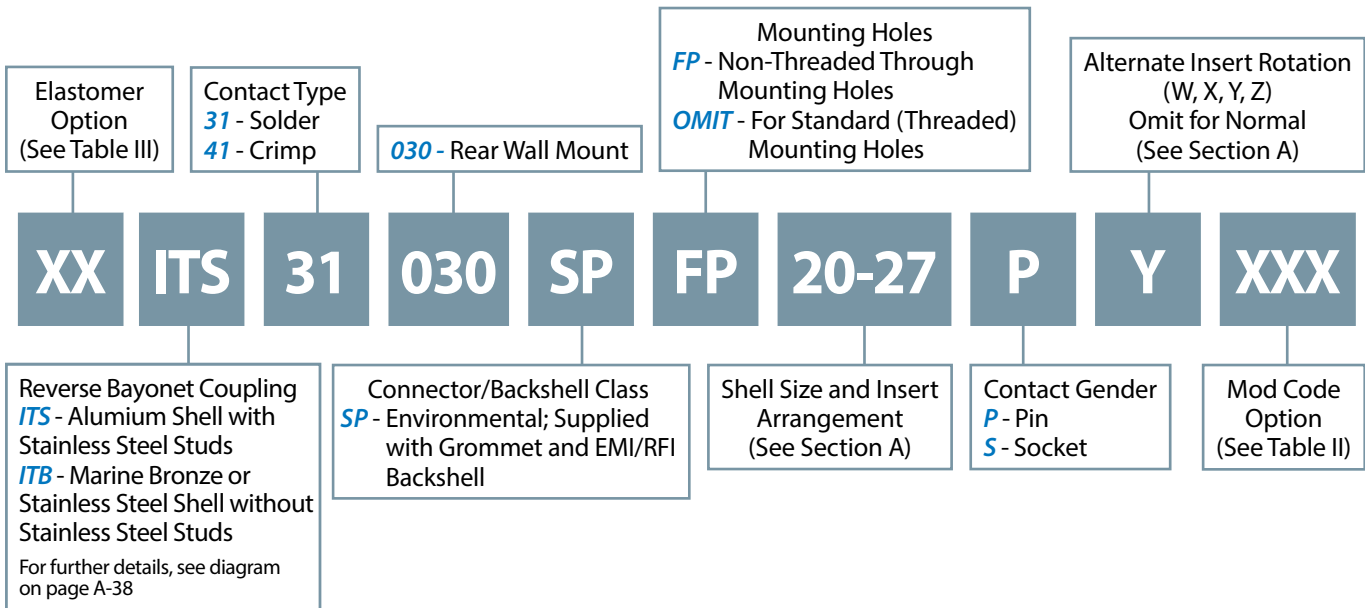 Elastomer
Option
(See Table III)
Contact Type
31 - Solder
41 - Crimp
030 - Rear Wall Mount
Mounting Holes
FP - Non-Threaded Through
Mounting Holes
OMIT - For Standard (Threaded)
Mounting Holes
Alternate Insert Rotation
(W, X, Y, Z)
Omit for Normal
(See Section A)
XX ITS 31 030 SP FP 20-27 P Y XXX
Reverse Bayonet Coupling
ITS - Alumium Shell with
Stainless Steel Studs
ITB - Marine Bronze or
Stainless Steel Shell without
Stainless Steel Studs
For further details, see diagram
on page A-38
Connector/Backshell Class
SP - Environmental; Supplied
with Grommet and EMI/RFI
Backshell
Shell Size and Insert
Arrangement
(See Section A)
Contact Gender
P - Pin
S - Socket
Mod Code
Option
(See Table II)